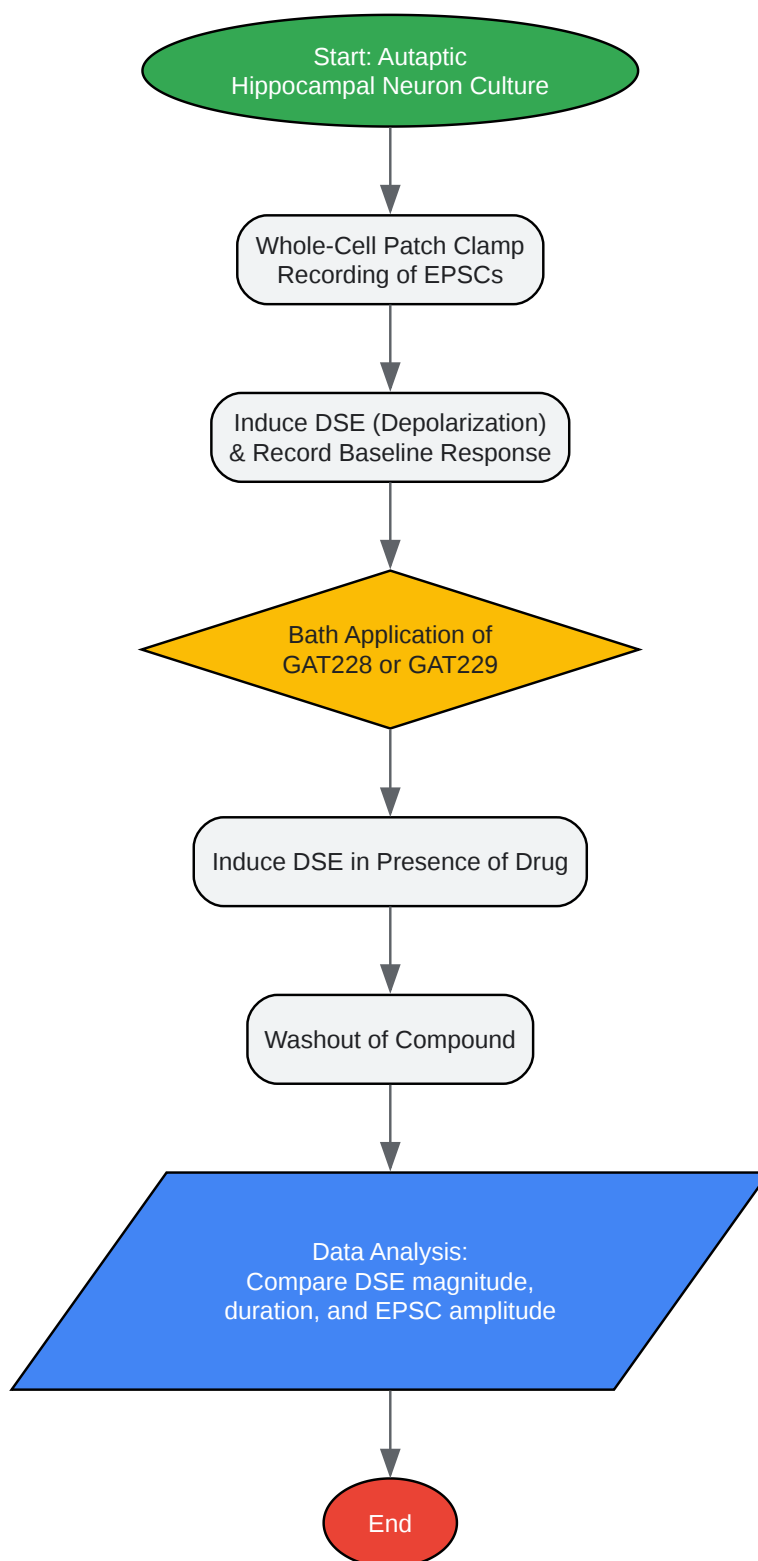 Start: Autaptic
Hippocampal Neuron Culture
Whole-Cell Patch Clamp
Recording of EPSCs
Induce DSE (Depolarization)
& Record Baseline Response
Bath Application of
GAT228 or GAT229
Induce DSE in Presence of Drug
Washout of Compound
Data Analysis:
Compare DSE magnitude,
duration, and EPSC amplitude
End